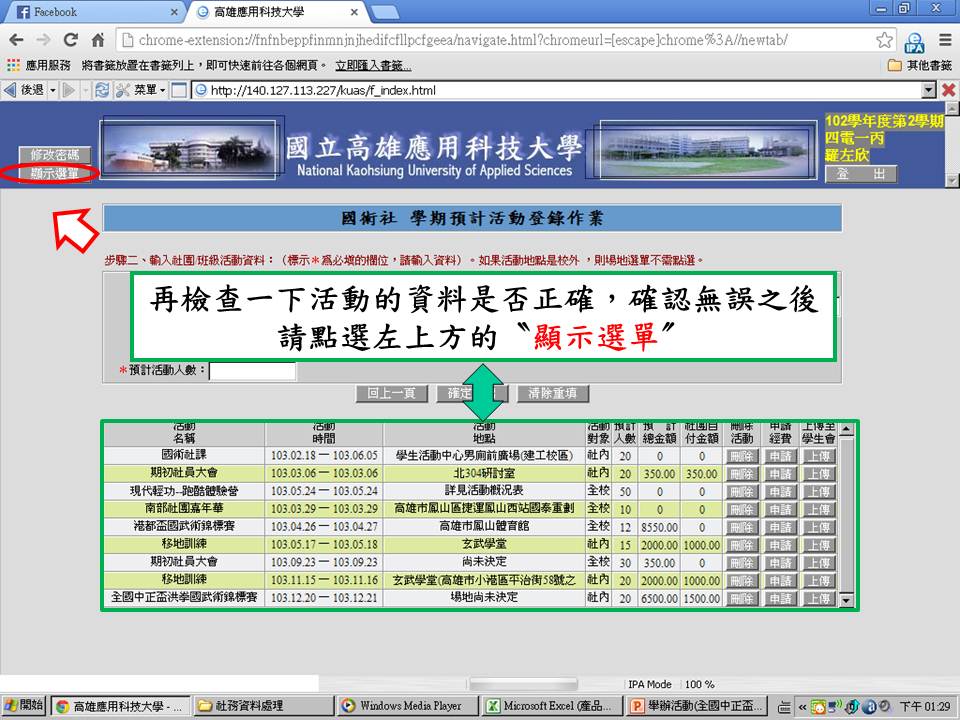 Facebook
高雄應用科技大學
chrome-extension://fnfnbeppfinmnjnjhedifcfllpcfgeea/navigate.html?chromeurl=[escape]chrome%3A//newtab/
IPA
應用服務 將書籤放置在書籤列上,即可快速前往各個網頁。 立即匯入書籤... 其他書籤
後退 菜單 http://140.127.113.227/kuas/f_index.html
102學年度第2學期
四電一丙
羅左欣
登 出
修改密碼
顯示選單
國立高雄應用科技大學
National Kaohsiung University of Applied Sciences
國術社 學期預計活動登錄作業
步驟二、輸入社團/班級活動資料:(標示*為必填的欄位,請輸入資料)。如果活動地點是校外 ,則場地選單不需點選。
再檢查一下活動的資料是否正確,確認無誤之後
請點選左上方的〝顯示選單〞
*預計活動人數:
回上一頁 確定 清除重填
活動名稱 活動時間 活動地點 活動對象 預計人數 預計總金額 社團自付金額 刪除活動 申請經費 上傳至學生會
國術社課 103.02.18 — 103.06.05 學生活動中心男廁前廣場(建工校區) 社內 20 0 0 刪除 申請 上傳
期初社員大會 103.03.06 — 103.03.06 北304研討室 社內 20 350.00 350.00 刪除 申請 上傳
現代輕功--跑酷體驗營 103.05.24 — 103.05.24 詳見活動概況表 全校 50 0 0 刪除 申請 上傳
南部社團嘉年華 103.03.29 — 103.03.29 高雄市鳳山區捷運鳳山西站國泰重劃 全校 10 0 0 刪除 申請 上傳
港都盃國武術錦標賽 103.04.26 — 103.04.27 高雄市鳳山體育館 全校 12 8550.00 0 刪除 申請 上傳
移地訓練 103.05.17 — 103.05.18 玄武學堂 社內 15 2000.00 1000.00 刪除 申請 上傳
期初社員大會 103.09.23 — 103.09.23 尚未決定 全校 30 350.00 0 刪除 申請 上傳
移地訓練 103.11.15 — 103.11.16 玄武學堂(高雄市小港區平治街58號之 社內 20 2000.00 1000.00 刪除 申請 上傳
全國中正盃洪拳國武術錦標賽 103.12.20 — 103.12.21 場地尚未決定 社內 20 6500.00 1500.00 刪除 申請 上傳
IPA Mode 100 %
開始 高雄應用科技大學 - ... 社務資料處理 Windows Media Player Microsoft Excel (產品... 舉辦活動(全國中正盃... 下午 01:29